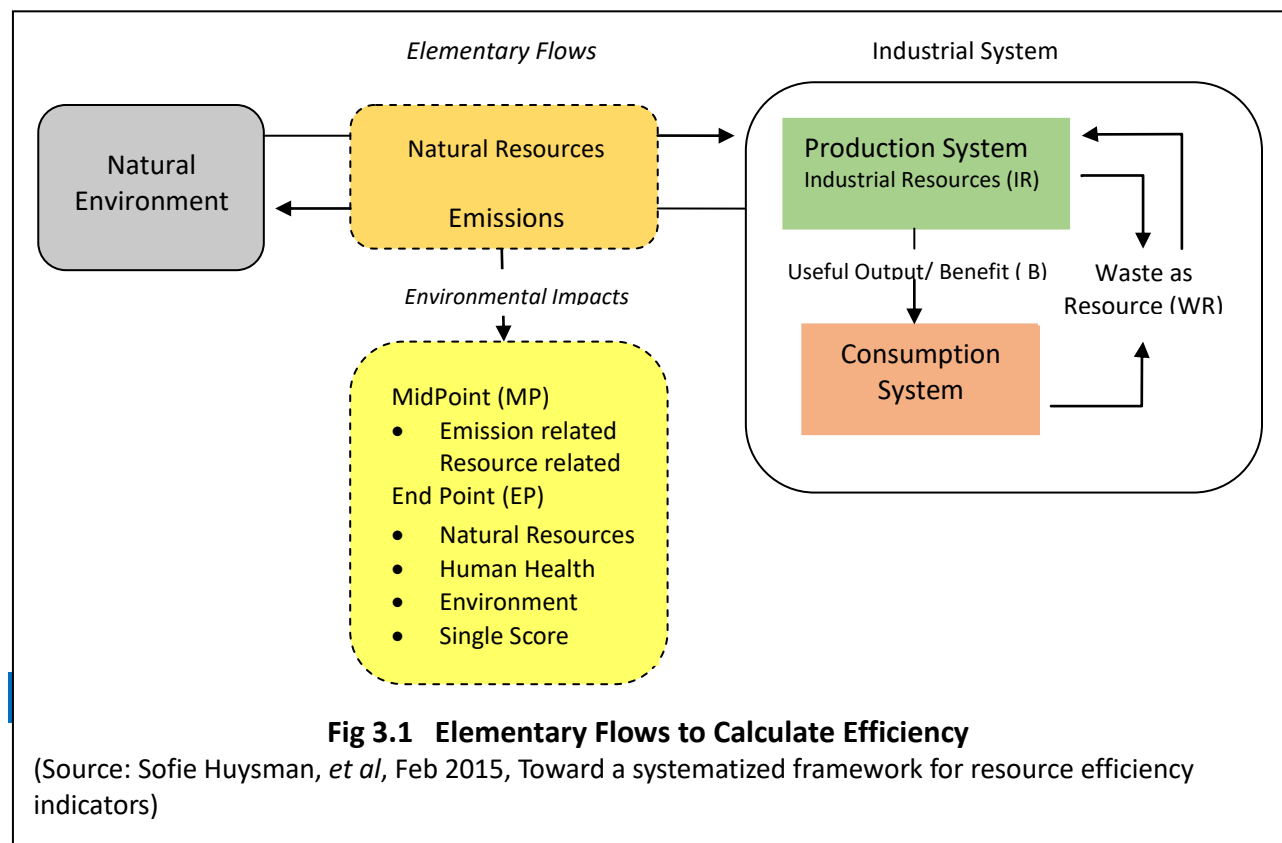 Elementary Flows
Industrial System
Natural
Environment
Natural Resources
Emissions
Production System
Industrial Resources (IR)
Useful Output/ Benefit ( B)
Waste as
Resource (WR)
Consumption
System
Environmental Impacts
MidPoint (MP)
• Emission related
Resource related
End Point (EP)
• Natural Resources
• Human Health
• Environment
• Single Score
Fig 3.1 Elementary Flows to Calculate Efficiency
(Source: Sofie Huysman, et al, Feb 2015, Toward a systematized framework for resource efficiency
indicators)